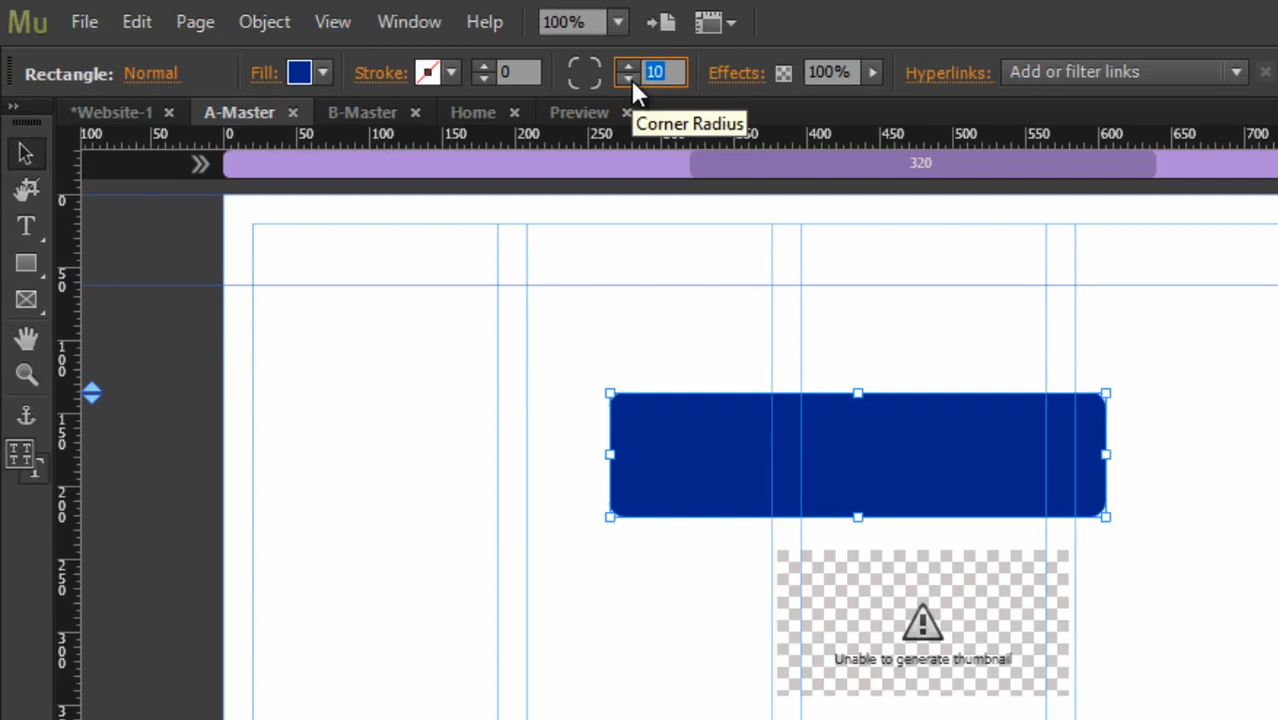 Mu File Edit Page Object View Window Help 100%
Rectangle: Normal Fill: Stroke: 0 10 Effects: 100% Hyperlinks: Add or filter links
*Website-1 A-Master B-Master Home Preview
Corner Radius
100 50 0 50 100 150 200 250 400 450 500 550 600 650 700
320
0
50
100
150
200
250
300
3
T
Unable to generate thumbnail